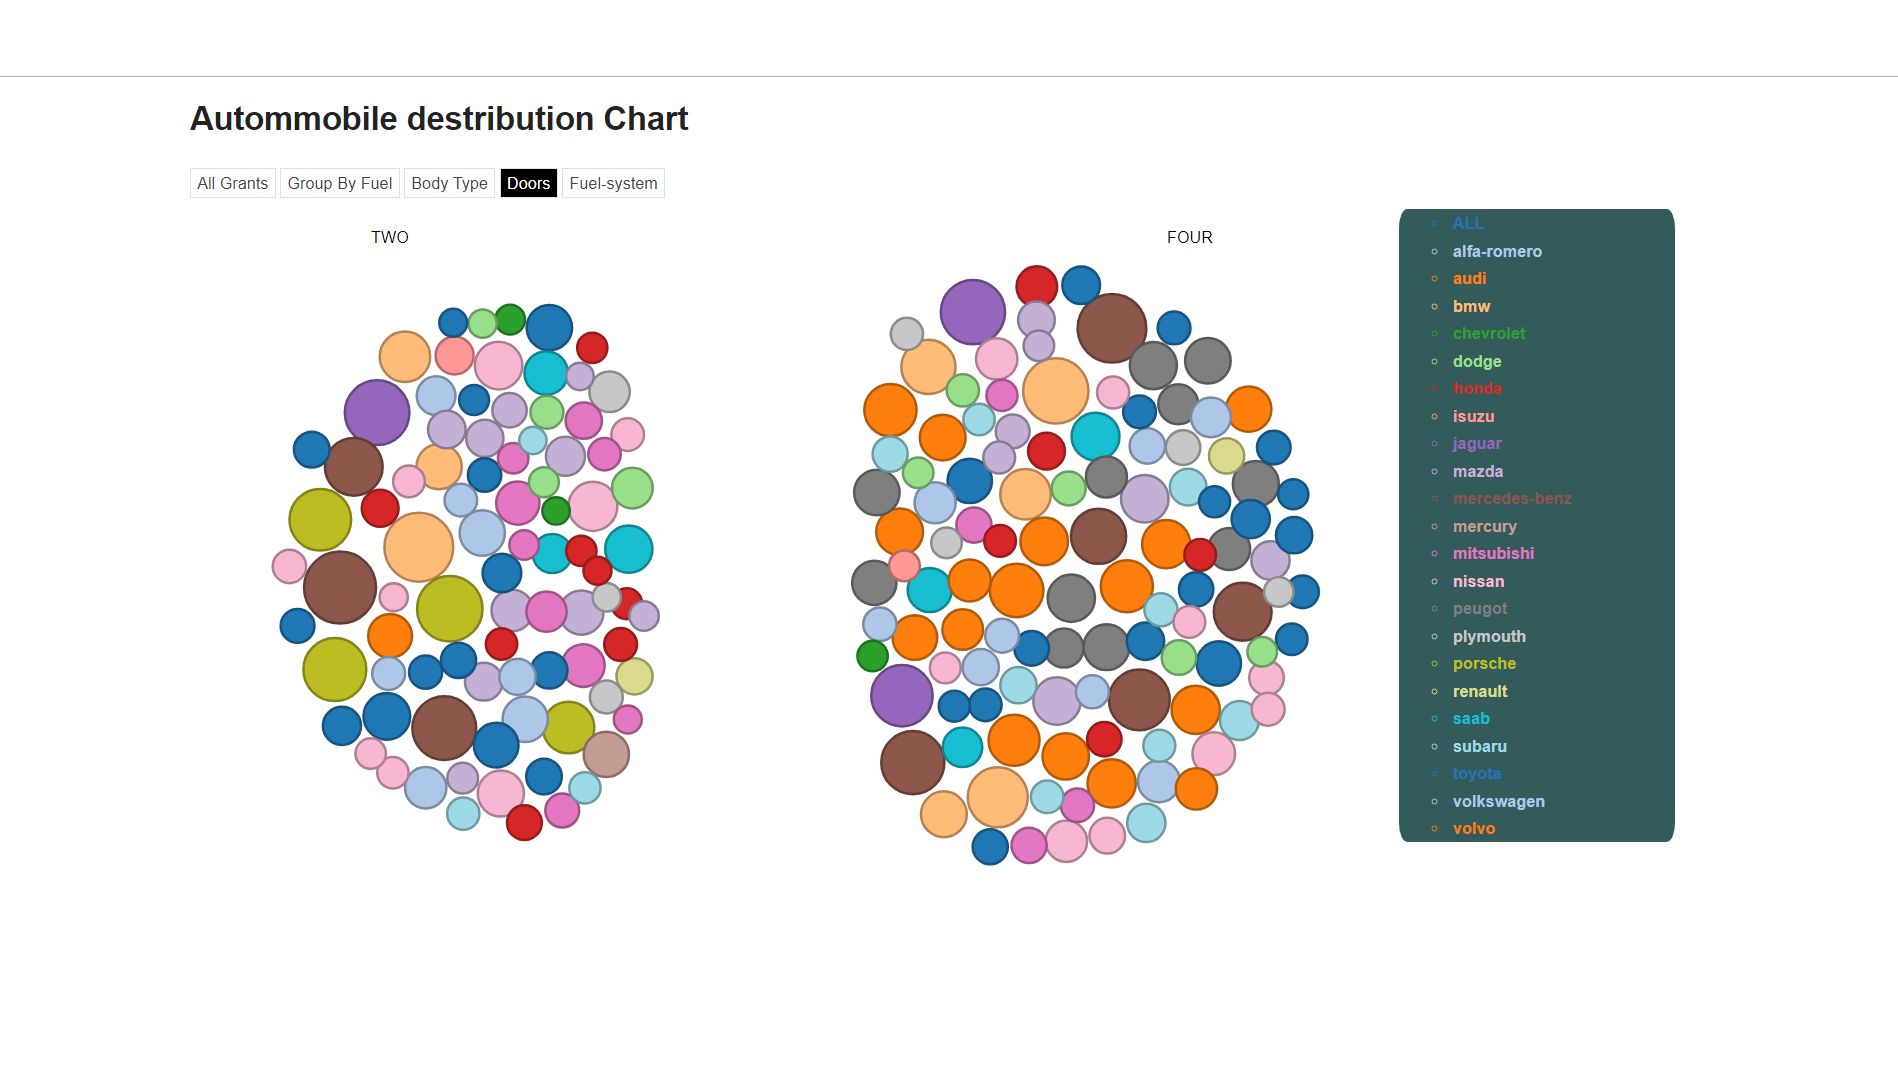 Autommobile destribution Chart
All Grants Group By Fuel Body Type Doors Fuel-system
TWO FOUR
ALL
alfa-romero
audi
bmw
chevrolet
dodge
honda
isuzu
jaguar
mazda
mercedes-benz
mercury
mitsubishi
nissan
peugot
plymouth
porsche
renault
saab
subaru
toyota
volkswagen
volvo